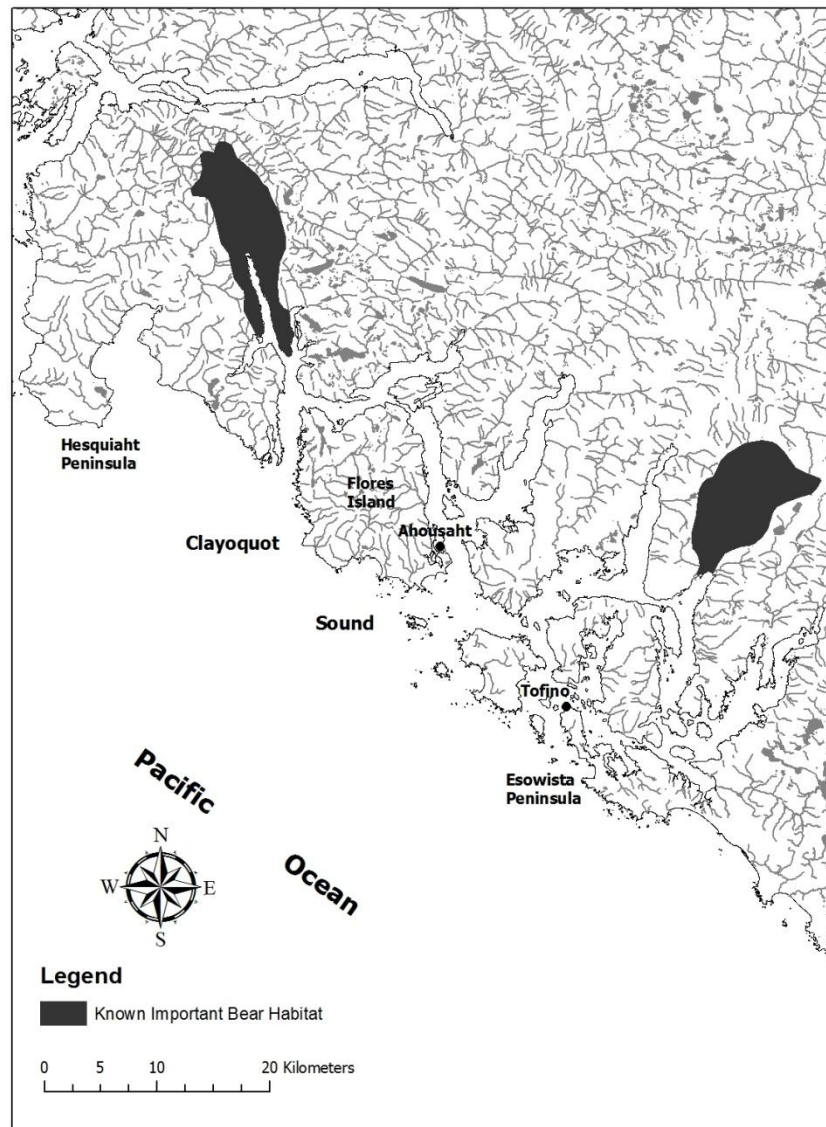 Hesquiaht
Peninsula
Flores
Island
Ahousaht
Clayoquot
Sound
Tofino
Esowista
Peninsula
Pacific
Ocean
N
W
E
S
Legend
Known Important Bear Habitat
0 5 10 20 Kilometers